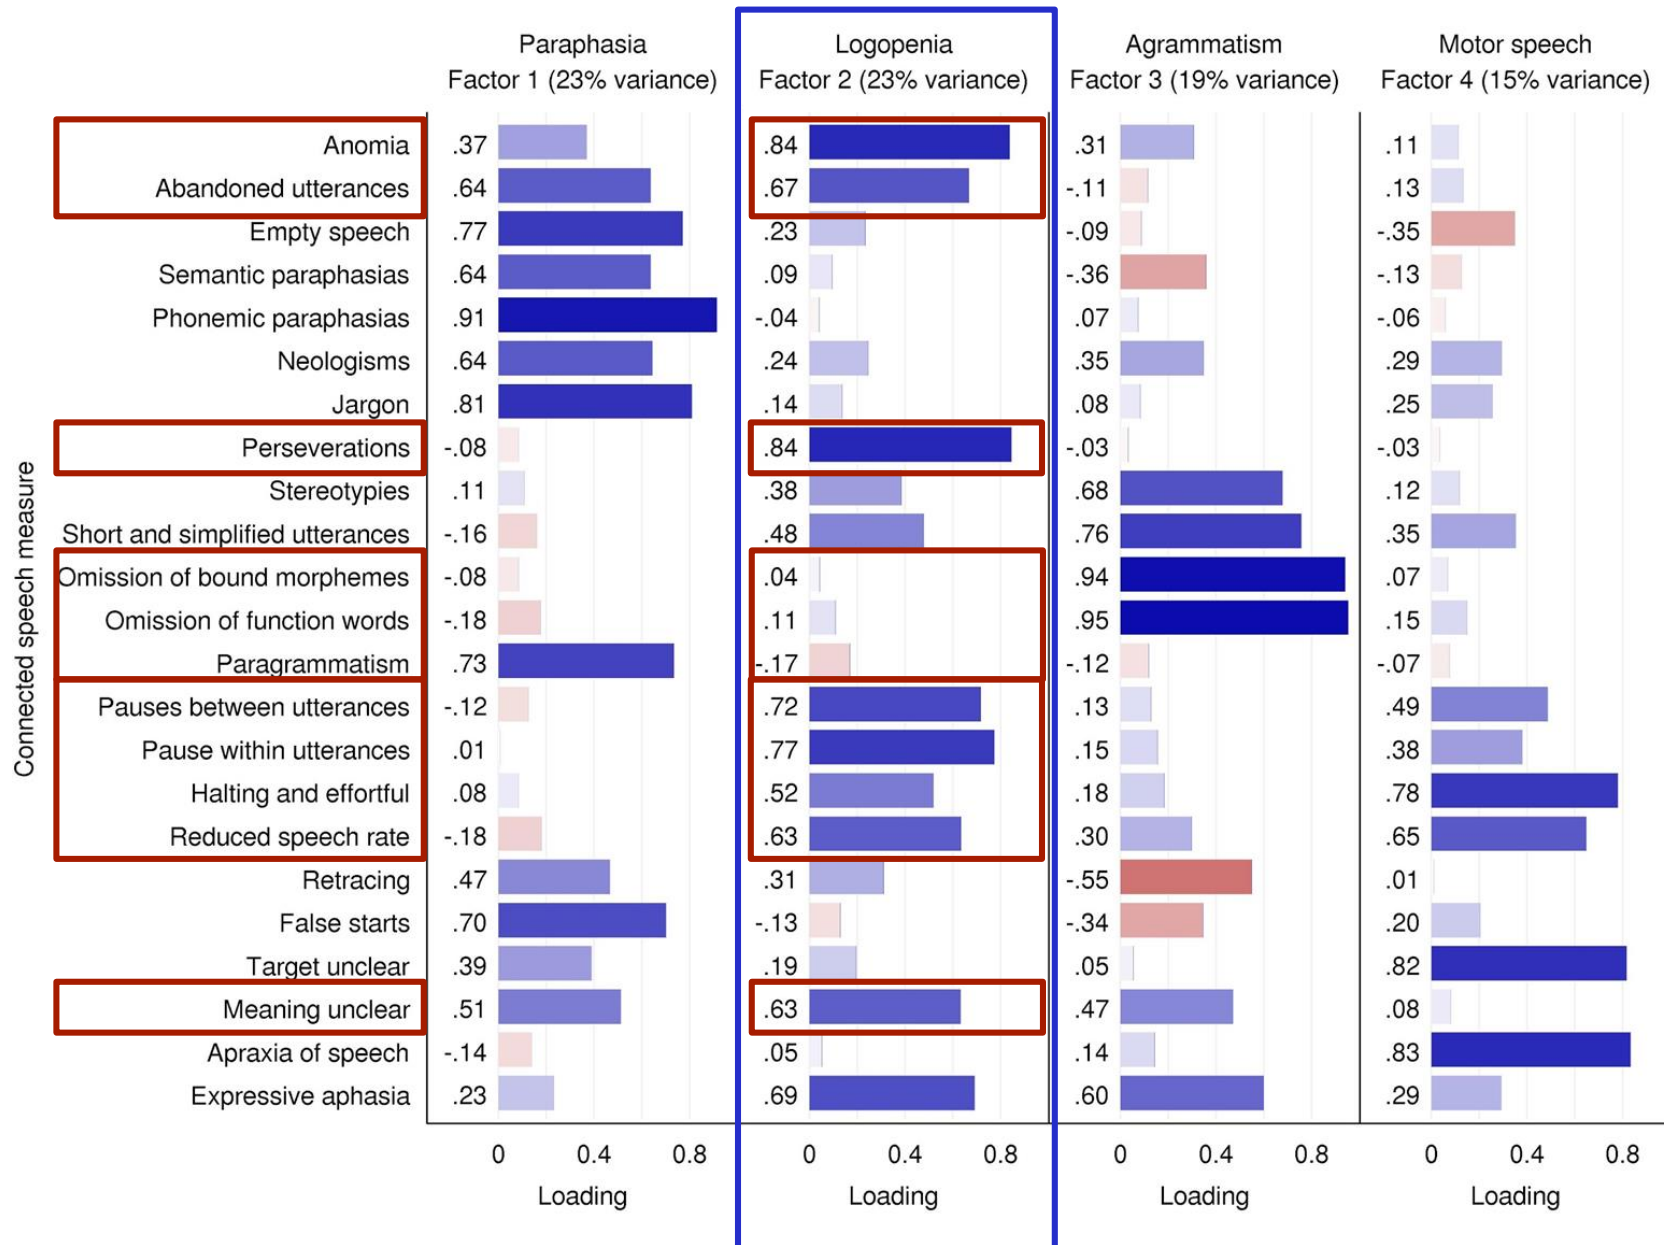 Paraphasia Logopenia Agrammatism Motor speech
Factor 1 (23% variance) Factor 2 (23% variance) Factor 3 (19% variance) Factor 4 (15% variance)
Connected speech measure
Anomia .37 .84 .31 .11
Abandoned utterances .64 .67 -.11 .13
Empty speech .77 .23 -.09 -.35
Semantic paraphasias .64 .09 -.36 -.13
Phonemic paraphasias .91 -.04 .07 -.06
Neologisms .64 .24 .35 .29
Jargon .81 .14 .08 .25
Perseverations -.08 .84 -.03 -.03
Stereotypies .11 .38 .68 .12
Short and simplified utterances -.16 .48 .76 .35
Omission of bound morphemes -.08 .04 .94 .07
Omission of function words -.18 .11 .95 .15
Paragrammatism .73 -.17 -.12 -.07
Pauses between utterances -.12 .72 .13 .49
Pause within utterances .01 .77 .15 .38
Halting and effortful .08 .52 .18 .78
Reduced speech rate -.18 .63 .30 .65
Retracing .47 .31 -.55 .01
False starts .70 -.13 -.34 .20
Target unclear .39 .19 .05 .82
Meaning unclear .51 .63 .47 .08
Apraxia of speech -.14 .05 .14 .83
Expressive aphasia .23 .69 .60 .29
0 0.4 0.8 0 0.4 0.8 0 0.4 0.8 0 0.4 0.8
Loading Loading Loading Loading